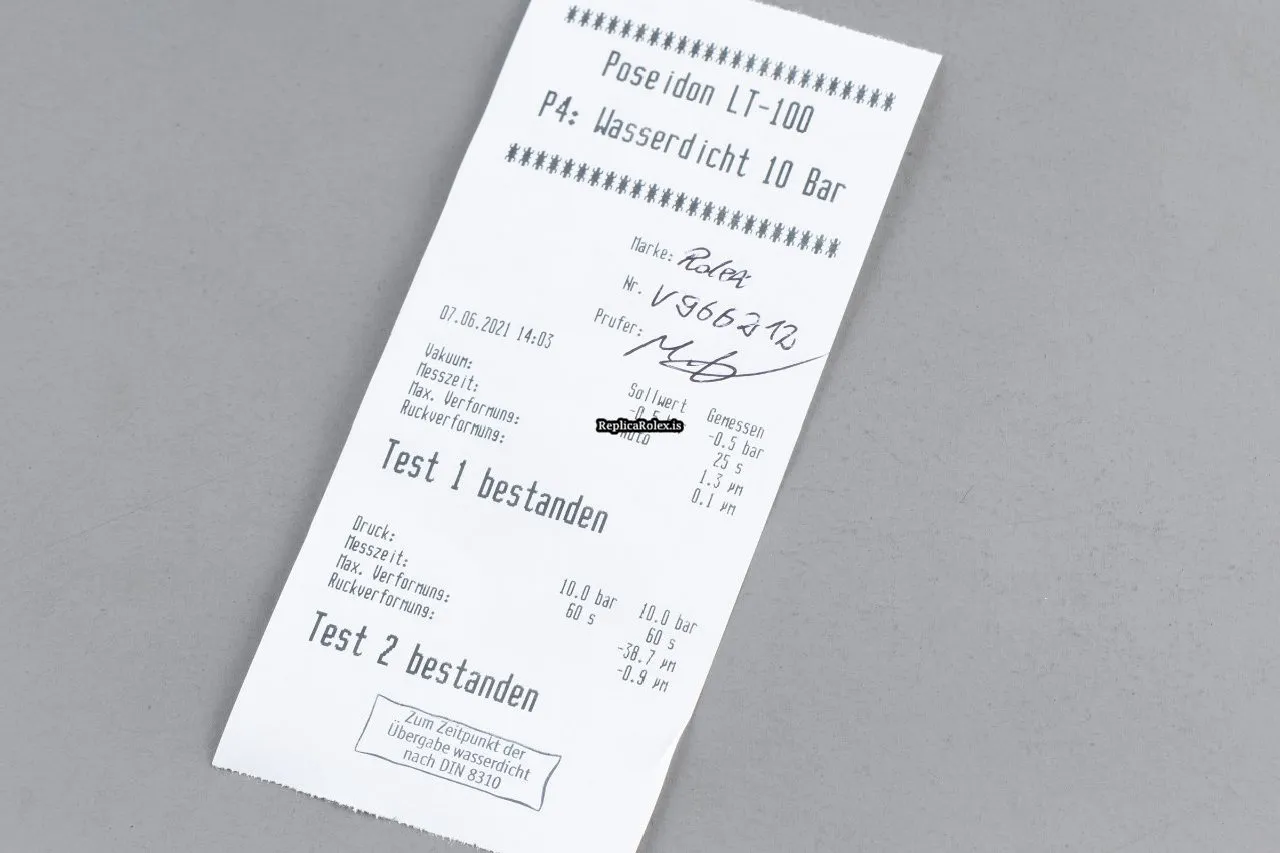 ************************
Poseidon LT-100
P4: Wasserdicht 10 Bar
************************
Marke: Rolex
Nr. V966212
Prufer:
07.06.2021 14:03
Sollwert Gemessen
Vakuum: -0.5 bar
Messzeit: Auto 25 s
Max. Verformung: 1.3 µm
Ruckverformung: 0.1 µm
ReplicaRolex.is
Test 1 bestanden
Druck: 10.0 bar 10.0 bar
Messzeit: 60 s 60 s
Max. Verformung: -38.7 µm
Ruckverformung: -0.9 µm
Test 2 bestanden
Zum Zeitpunkt der
Übergabe wasserdicht
nach DIN 8310